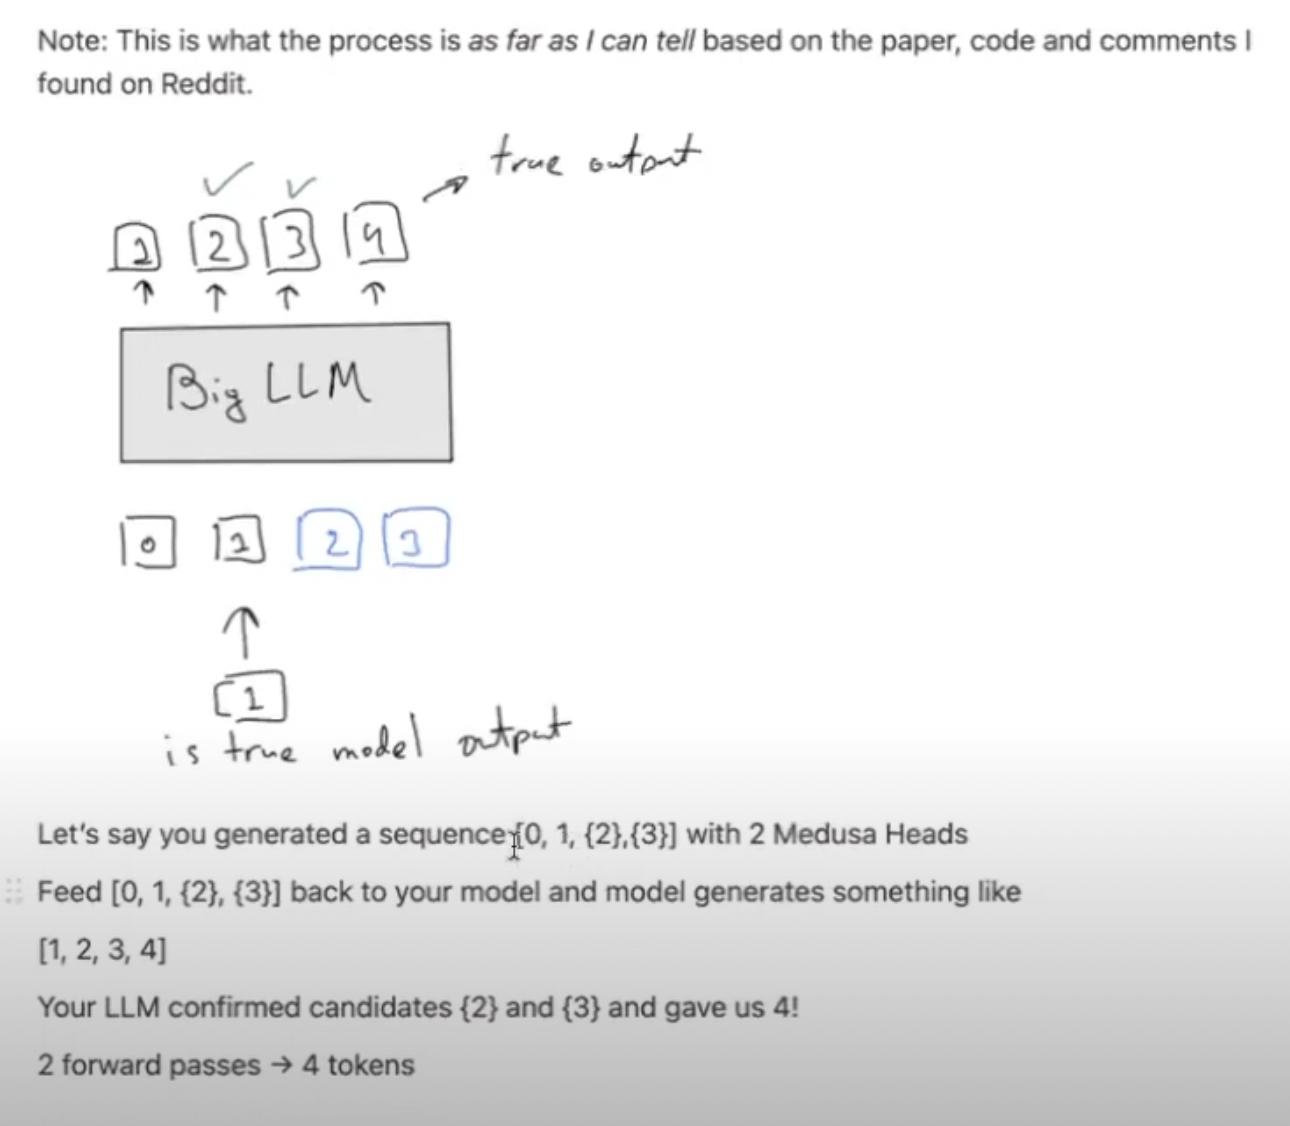 Note: This is what the process is as far as I can tell based on the paper, code and comments I
found on Reddit.
true output
1 2 3 4
Big LLM
0 1 2 3
1
is true model output
Let's say you generated a sequence [0, 1, {2},{3}] with 2 Medusa Heads
Feed [0, 1, {2}, {3}] back to your model and model generates something like
[1, 2, 3, 4]
Your LLM confirmed candidates {2} and {3} and gave us 4!
2 forward passes → 4 tokens